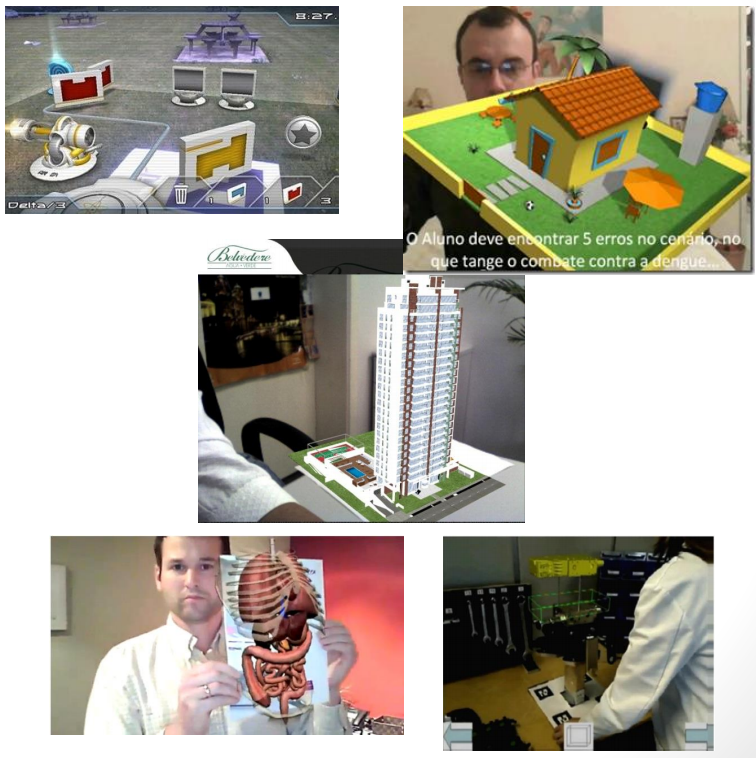 8:27.
1
1
3
Delta/3
O Aluno deve encontrar 5 erros no cenário, no
que tange o combate contra a dengue...
Belvedere